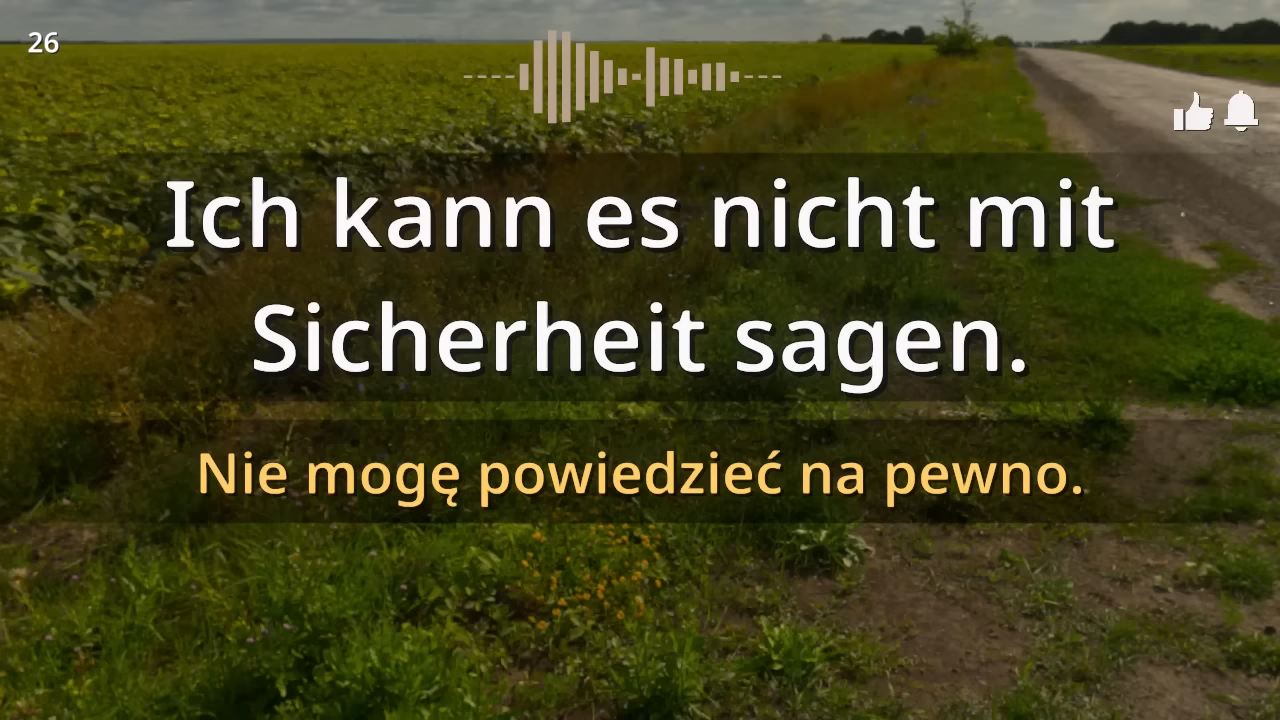 26
Ich kann es nicht mit
Sicherheit sagen.
Nie mogę powiedzieć na pewno.